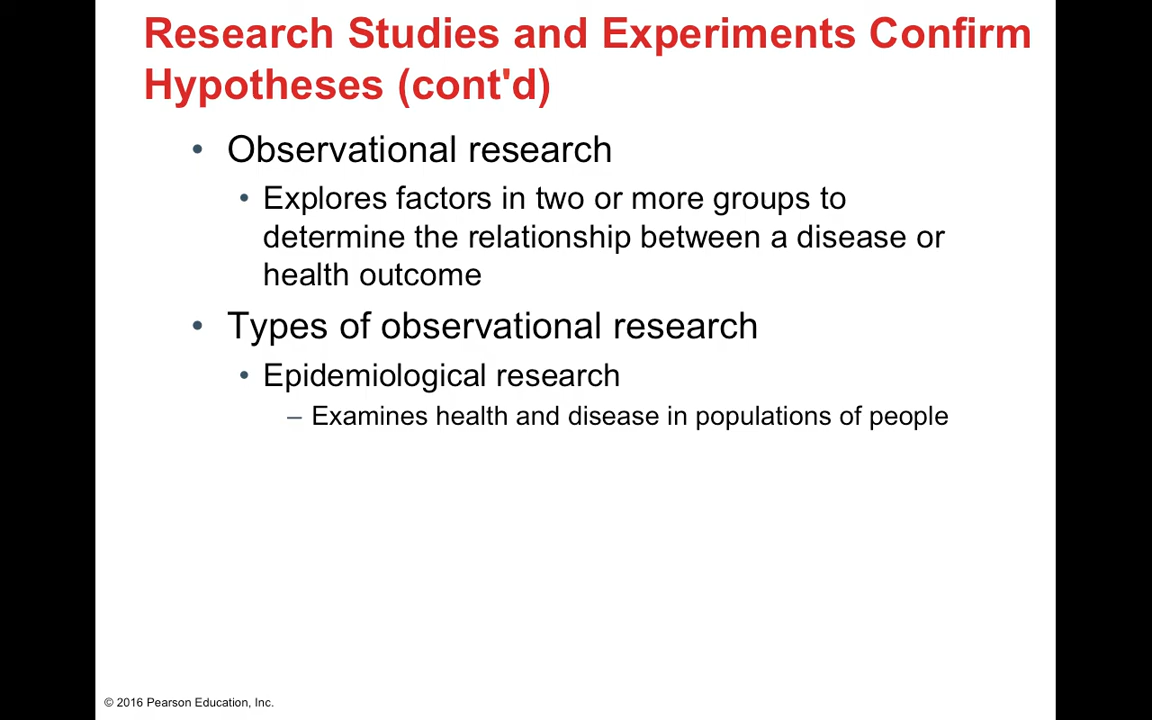 Research Studies and Experiments Confirm
Hypotheses (cont'd)
• Observational research
• Explores factors in two or more groups to
determine the relationship between a disease or
health outcome
• Types of observational research
• Epidemiological research
– Examines health and disease in populations of people
© 2016 Pearson Education, Inc.